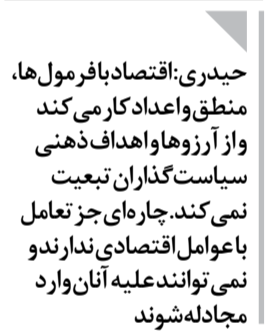 حیدری:اقتصاد با فرمول‌ها،
منطق و اعداد کار می‌کند
و از آرزوها و اهداف ذهنی
سیاست‌گذاران تبعیت
نمی‌کند. چاره‌ای جز تعامل
با عوامل اقتصادی ندارند و
نمی‌توانند علیه آنان وارد
مجادله شوند